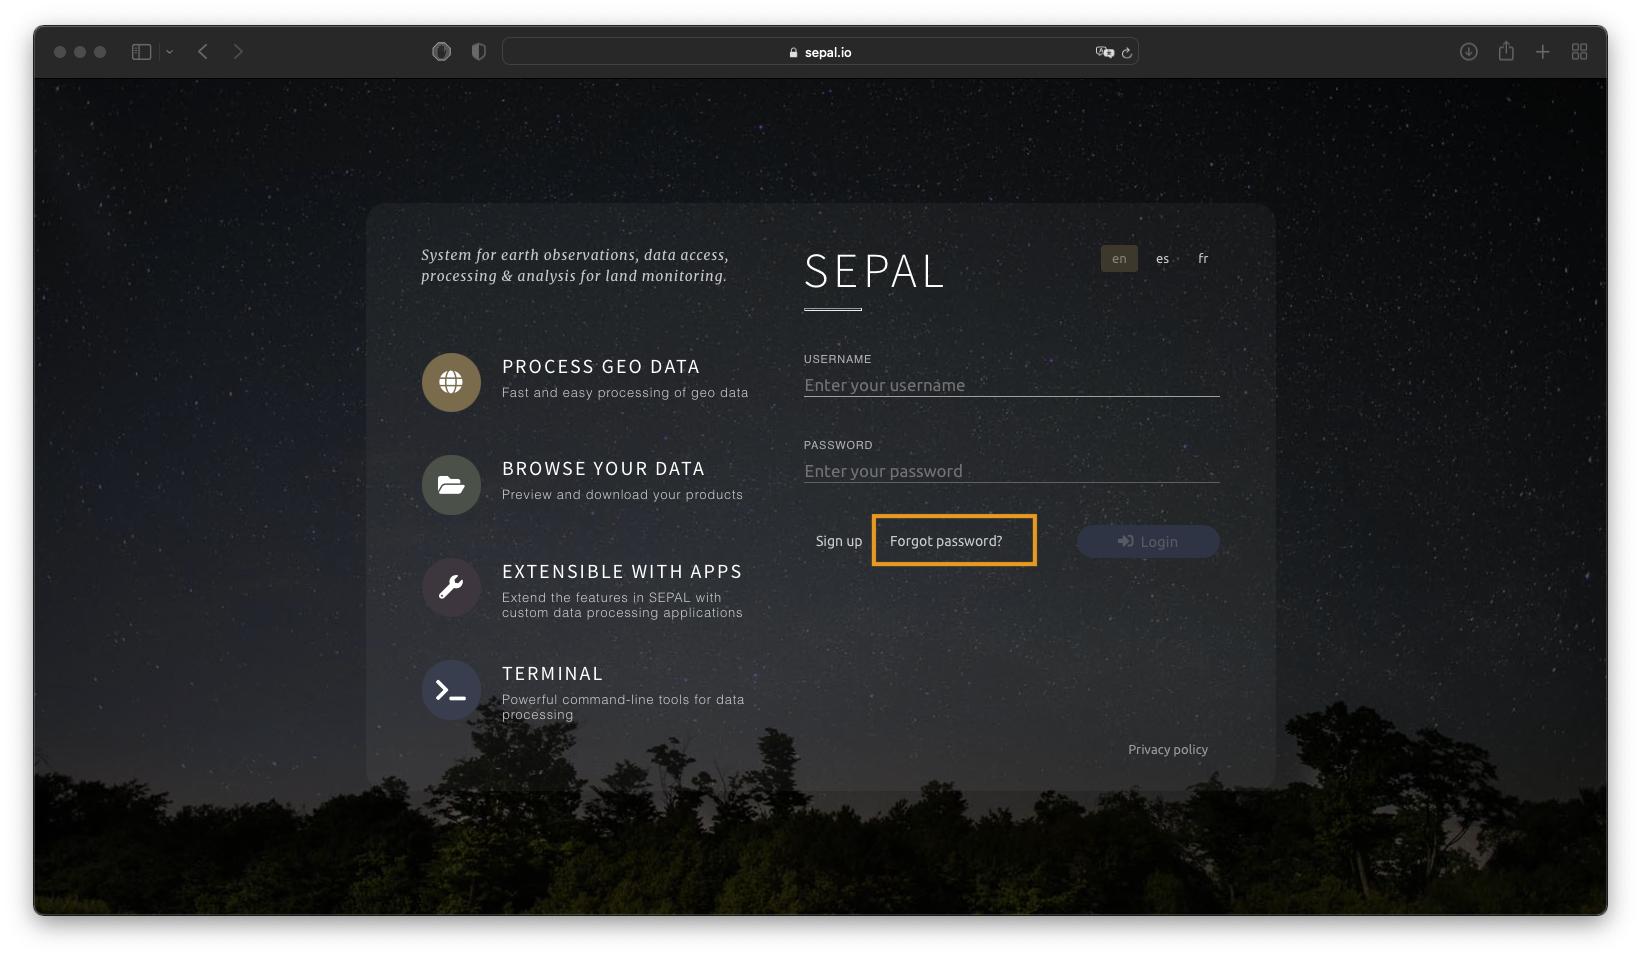 sepal.io
System for earth observations, data access,
processing & analysis for land monitoring.
PROCESS GEO DATA
Fast and easy processing of geo data
BROWSE YOUR DATA
Preview and download your products
EXTENSIBLE WITH APPS
Extend the features in SEPAL with
custom data processing applications
TERMINAL
Powerful command-line tools for data
processing
SEPAL
en es fr
USERNAME
Enter your username
PASSWORD
Enter your password
Sign up Forgot password? Login
Privacy policy